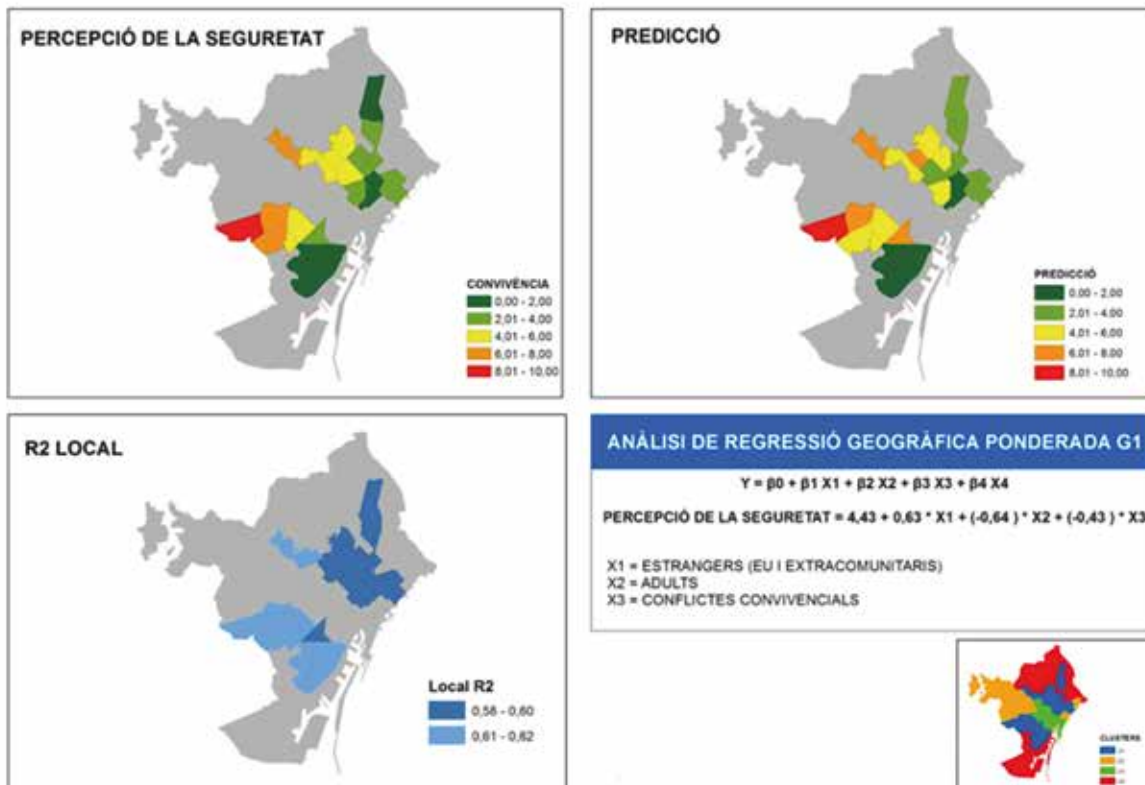 PERCEPCIÓ DE LA SEGURETAT
CONVIVÈNCIA
0,00 - 2,00
2,01 - 4,00
4,01 - 6,00
6,01 - 8,00
8,01 - 10,00
PREDICCIÓ
PREDICCIÓ
0,00 - 2,00
2,01 - 4,00
4,01 - 6,00
6,01 - 8,00
8,01 - 10,00
R2 LOCAL
Local R2
0,58 - 0,60
0,61 - 0,62
ANÀLISI DE REGRESSIÓ GEOGRÀFICA PONDERADA G1
Y = β0 + β1 X1 + β2 X2 + β3 X3 + β4 X4
PERCEPCIÓ DE LA SEGURETAT = 4,43 + 0,63 * X1 + (-0,64 ) * X2 + (-0,43 ) * X3
X1 = ESTRANGERS (EU I EXTRACOMUNITARIS)
X2 = ADULTS
X3 = CONFLICTES CONVIVENCIALS
CLUSTERS